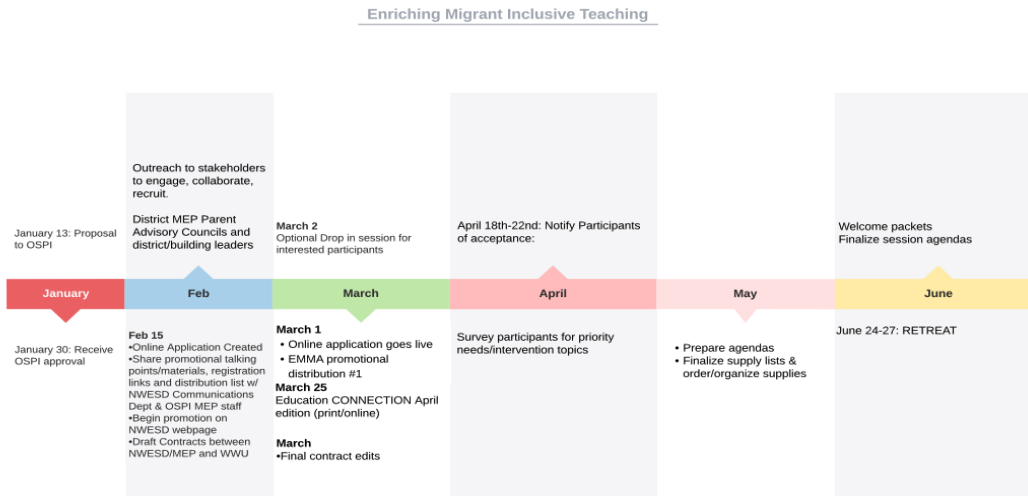 Enriching Migrant Inclusive Teaching
January 13: Proposal
to OSPI
January
January 30: Receive
OSPI approval
Outreach to stakeholders
to engage, collaborate,
recruit.
District MEP Parent
Advisory Councils and
district/building leaders
Feb
Feb 15
•Online Application Created
•Share promotional talking
points/materials, registration
links and distribution list w/
NWESD Communications
Dept & OSPI MEP staff
•Begin promotion on
NWESD webpage
•Draft Contracts between
NWESD/MEP and WWU
March 2
Optional Drop in session for
interested participants
March
March 1
• Online application goes live
• EMMA promotional
distribution #1
March 25
Education CONNECTION April
edition (print/online)
March
•Final contract edits
April 18th-22nd: Notify Participants
of acceptance:
April
Survey participants for priority
needs/intervention topics
May
• Prepare agendas
• Finalize supply lists &
order/organize supplies
Welcome packets
Finalize session agendas
June
June 24-27: RETREAT